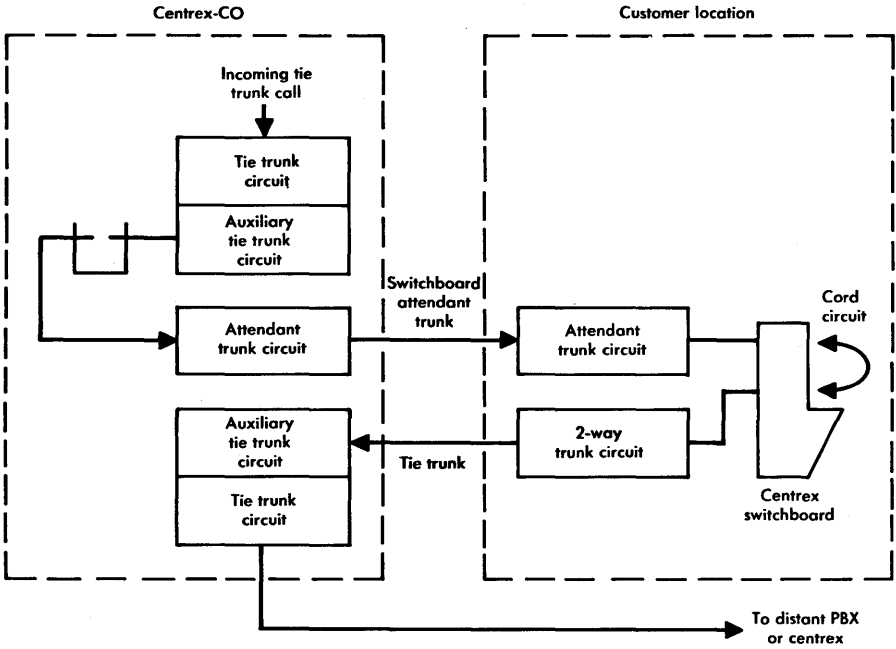 Centrex-CO
Customer location
Incoming tie
trunk call
Tie trunk
circuit
Auxiliary
tie trunk
circuit
Switchboard
attendant
trunk
Cord
circuit
Attendant
trunk circuit
Attendant
trunk circuit
Auxiliary
tie trunk
circuit
Tie trunk
2-way
trunk circuit
Tie trunk
circuit
Centrex
switchboard
To distant PBX
or centrex